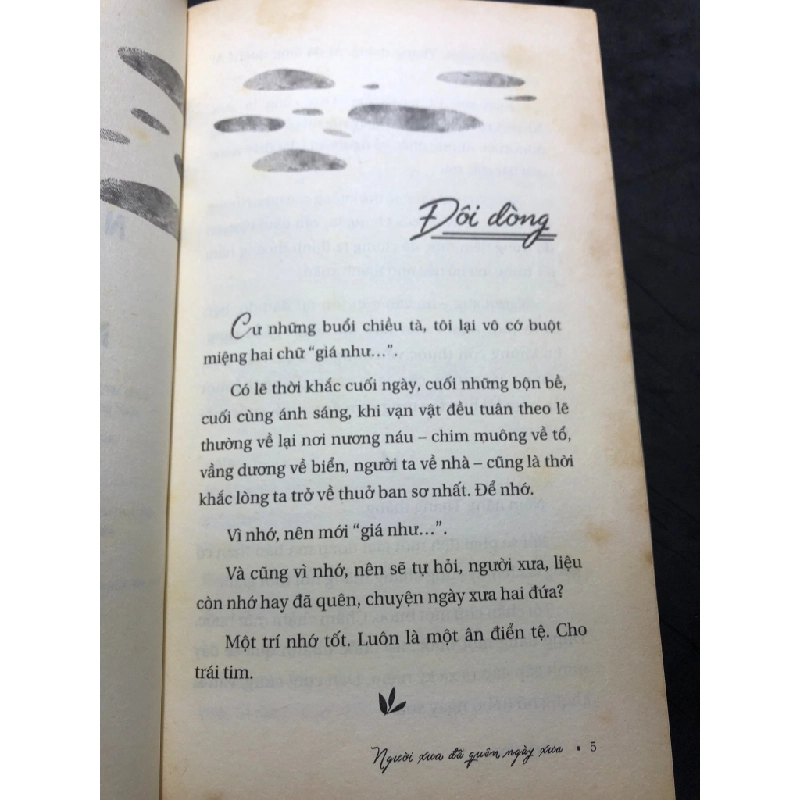 Đôi dòng
Cứ những buổi chiều tà, tôi lại vô cớ buột
miệng hai chữ “giá như...”.
Có lẽ thời khắc cuối ngày, cuối những bộn bề,
cuối cùng ánh sáng, khi vạn vật đều tuân theo lẽ
thường về lại nơi nương náu – chim muông về tổ,
vầng dương về biển, người ta về nhà – cũng là thời
khắc lòng ta trở về thuở ban sơ nhất. Để nhớ.
Vì nhớ, nên mới “giá như...”.
Và cũng vì nhớ, nên sẽ tự hỏi, người xưa, liệu
còn nhớ hay đã quên, chuyện ngày xưa hai đứa?
Một trí nhớ tốt. Luôn là một ân điển tệ. Cho
trái tim.
Người xưa đã quên ngày xưa • 5